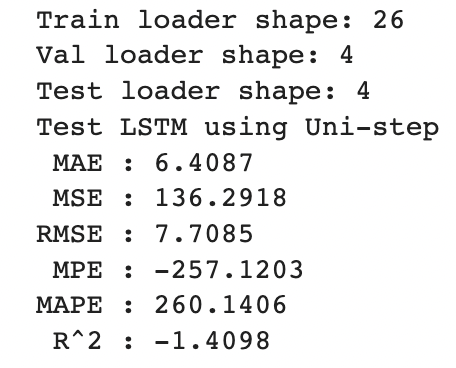 Train loader shape: 26
Val loader shape: 4
Test loader shape: 4
Test LSTM using Uni-step
MAE : 6.4087
MSE : 136.2918
RMSE : 7.7085
MPE : -257.1203
MAPE : 260.1406
R^2 : -1.4098